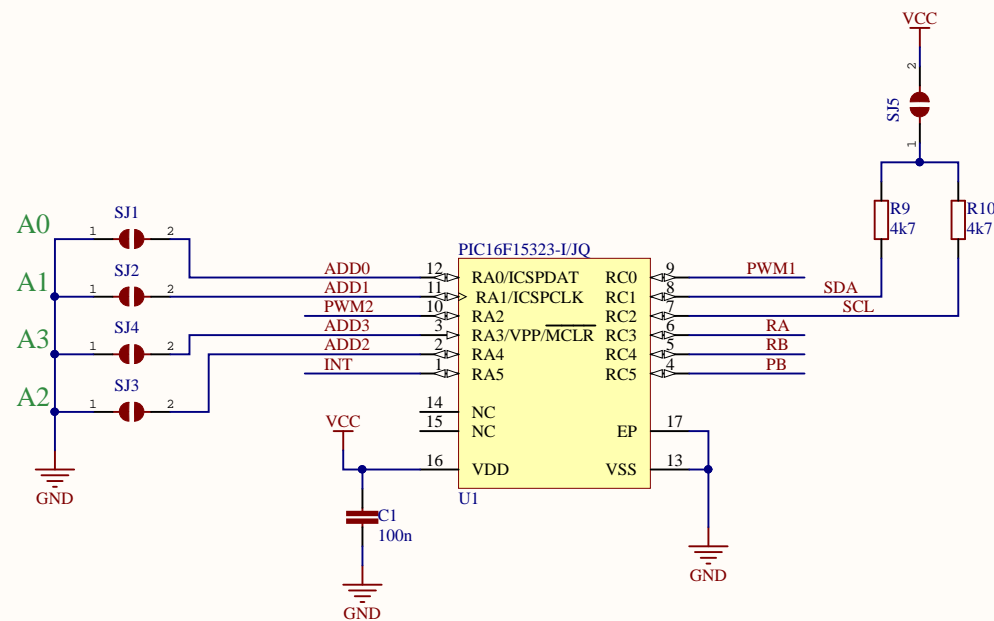 VCC
2
SJ5
1
R9
4k7
R10
4k7
A0
SJ1
1
2
A1
SJ2
1
2
A3
SJ4
1
2
A2
SJ3
1
2
GND
PIC16F15323-I/JQ
ADD0 12 RA0/ICSPDAT RC0 9 PWM1
ADD1 11 RA1/ICSPCLK RC1 8 SDA
PWM2 10 RA2 RC2 7 SCL
ADD3 3 RA3/VPP/MCLR RC3 6 RA
ADD2 2 RA4 RC4 5 RB
INT 1 RA5 RC5 4 PB
14 NC
15 NC EP 17
VCC
16 VDD VSS 13
U1
C1
100n
GND
GND